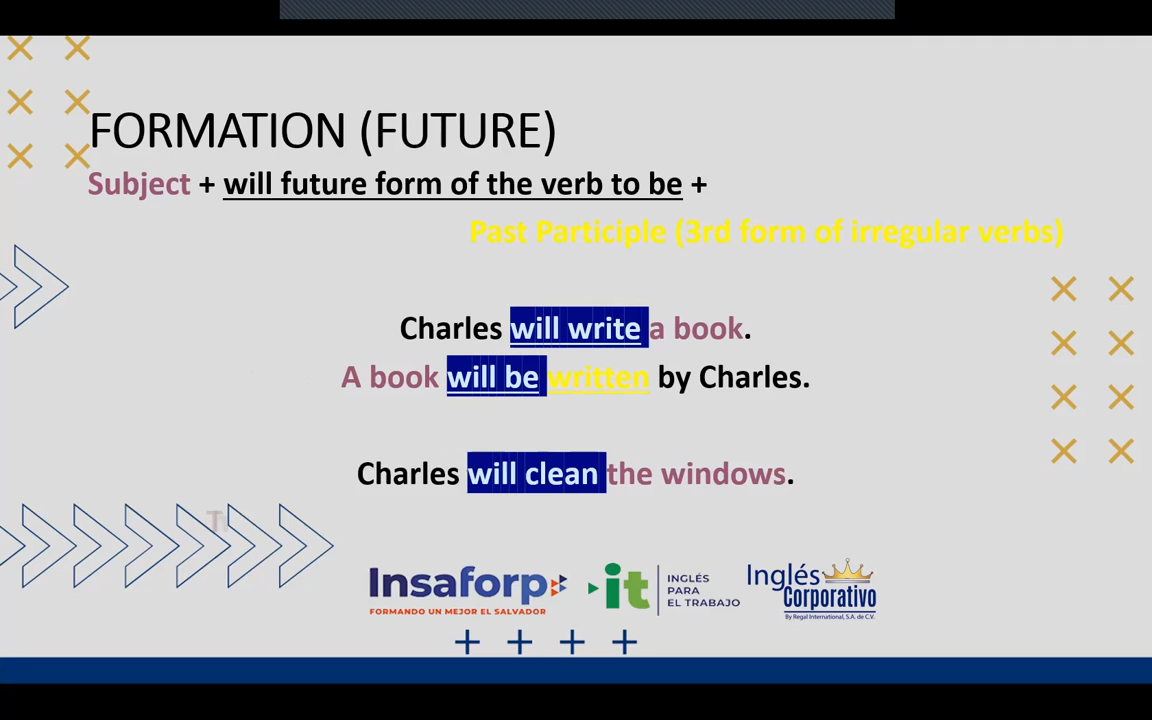 FORMATION (FUTURE)
Subject + will future form of the verb to be +
Past Participle (3rd form of irregular verbs)
Charles will write a book.
A book will be written by Charles.
Charles will clean the windows.
Insaforp
FORMANDO UN MEJOR EL SALVADOR
it
INGLÉS
PARA
EL TRABAJO
Inglés
Corporativo
By Regal International, S.A. de C.V.